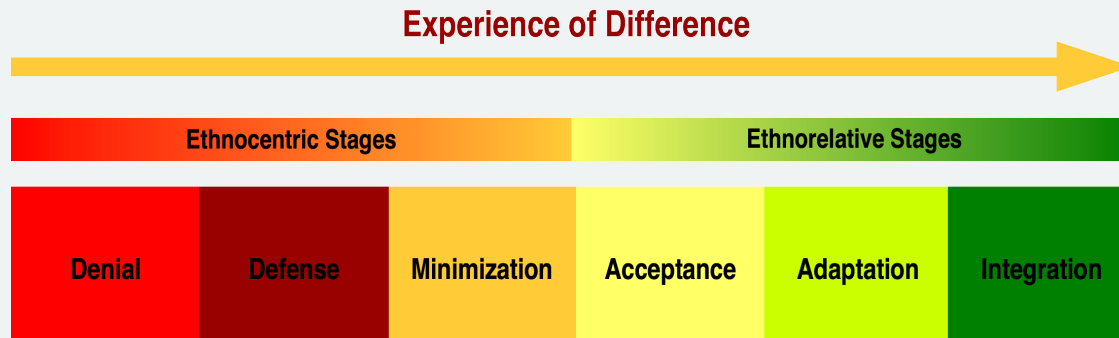 Experience of Difference
Ethnocentric Stages
Ethnorelative Stages
Denial
Defense
Minimization
Acceptance
Adaptation
Integration